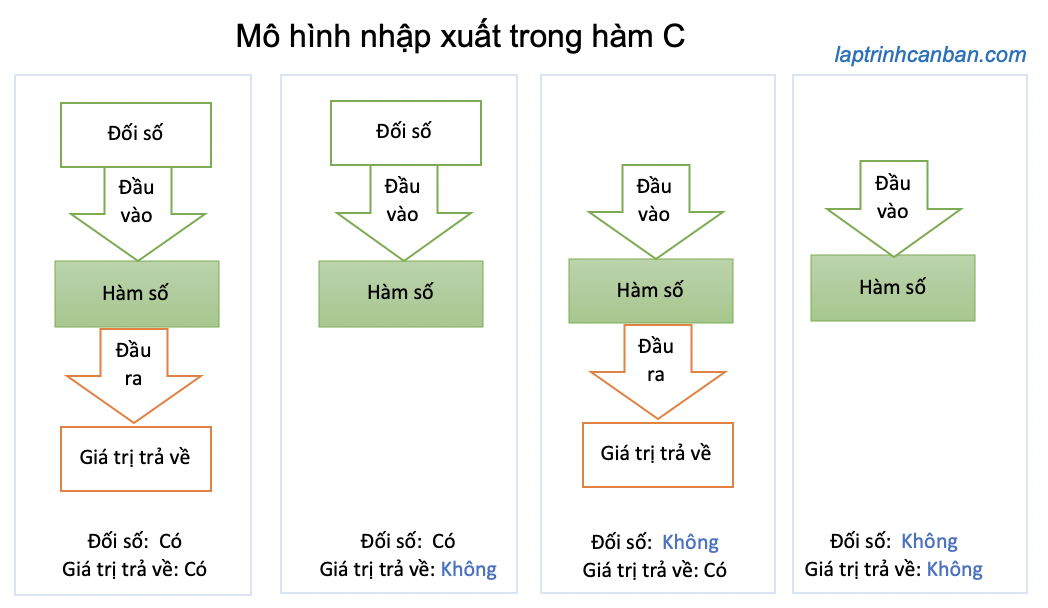 Mô hình nhập xuất trong hàm C
laptrinhcanban.com
Đối số
Đầu
vào
Hàm số
Đầu
ra
Giá trị trả về
Đối số: Có
Giá trị trả về: Có
Đối số
Đầu
vào
Hàm số
Đối số: Có
Giá trị trả về: Không
Đầu
vào
Hàm số
Đầu
ra
Giá trị trả về
Đối số: Không
Giá trị trả về: Có
Đầu
vào
Hàm số
Đối số: Không
Giá trị trả về: Không